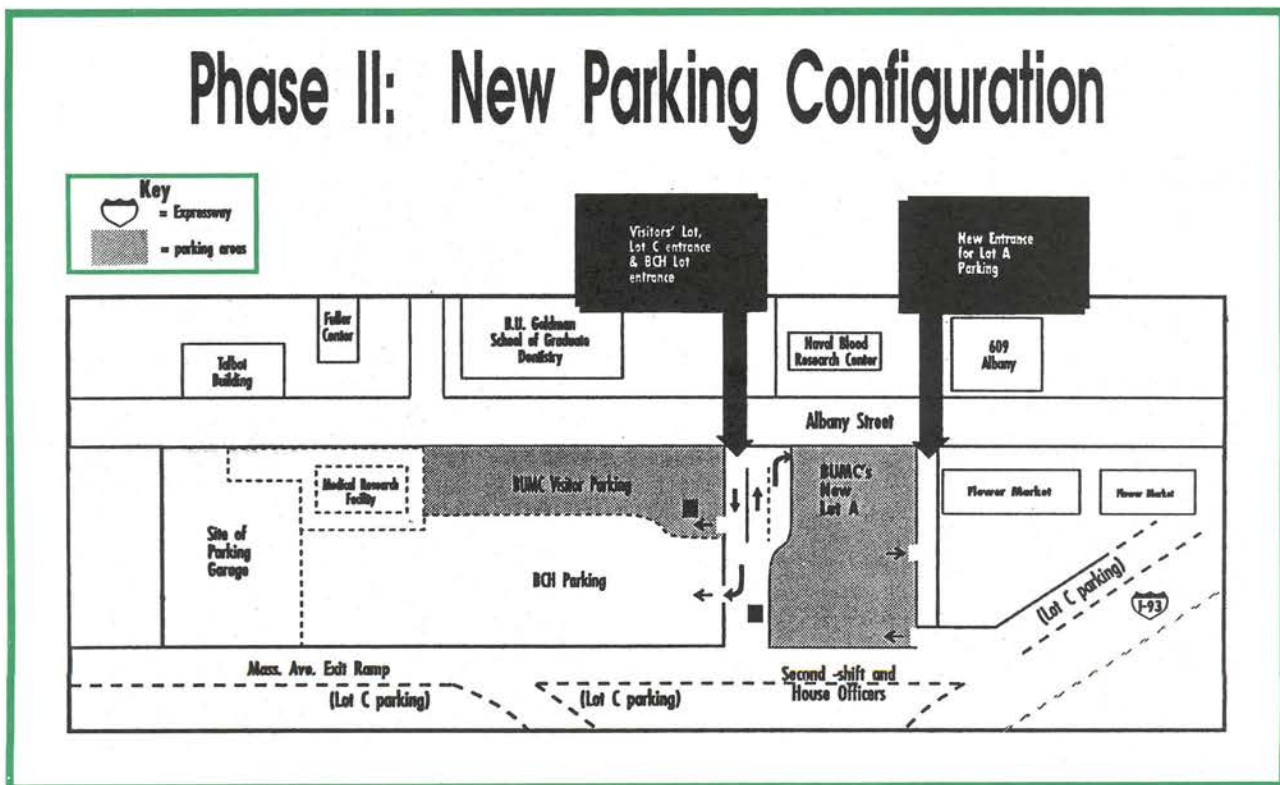 Phase II: New Parking Configuration
Key
= Expressway
= parking areas
Visitors' Lot,
Lot C entrance
& BCH Lot
entrance
New Entrance
for Lot A
Parking
Fuller
Center
Talbot
Building
B.U. Goldman
School of Graduate
Dentistry
Naval Blood
Research Center
609
Albany
Albany Street
Medical Research
Facility
BUMC Visitor Parking
BUMC's
New
Lot A
Flower Market
Flower Market
Site of
Parking
Garage
BCH Parking
(Lot C parking)
I-93
Mass. Ave. Exit Ramp
(Lot C parking)
(Lot C parking)
Second -shift and
House Officers